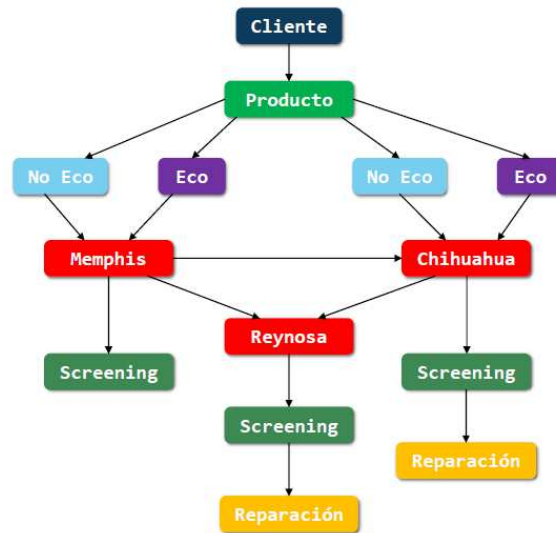 Cliente
Producto
No Eco
Eco
No Eco
Eco
Memphis
Chihuahua
Reynosa
Screening
Screening
Screening
Reparación
Reparación